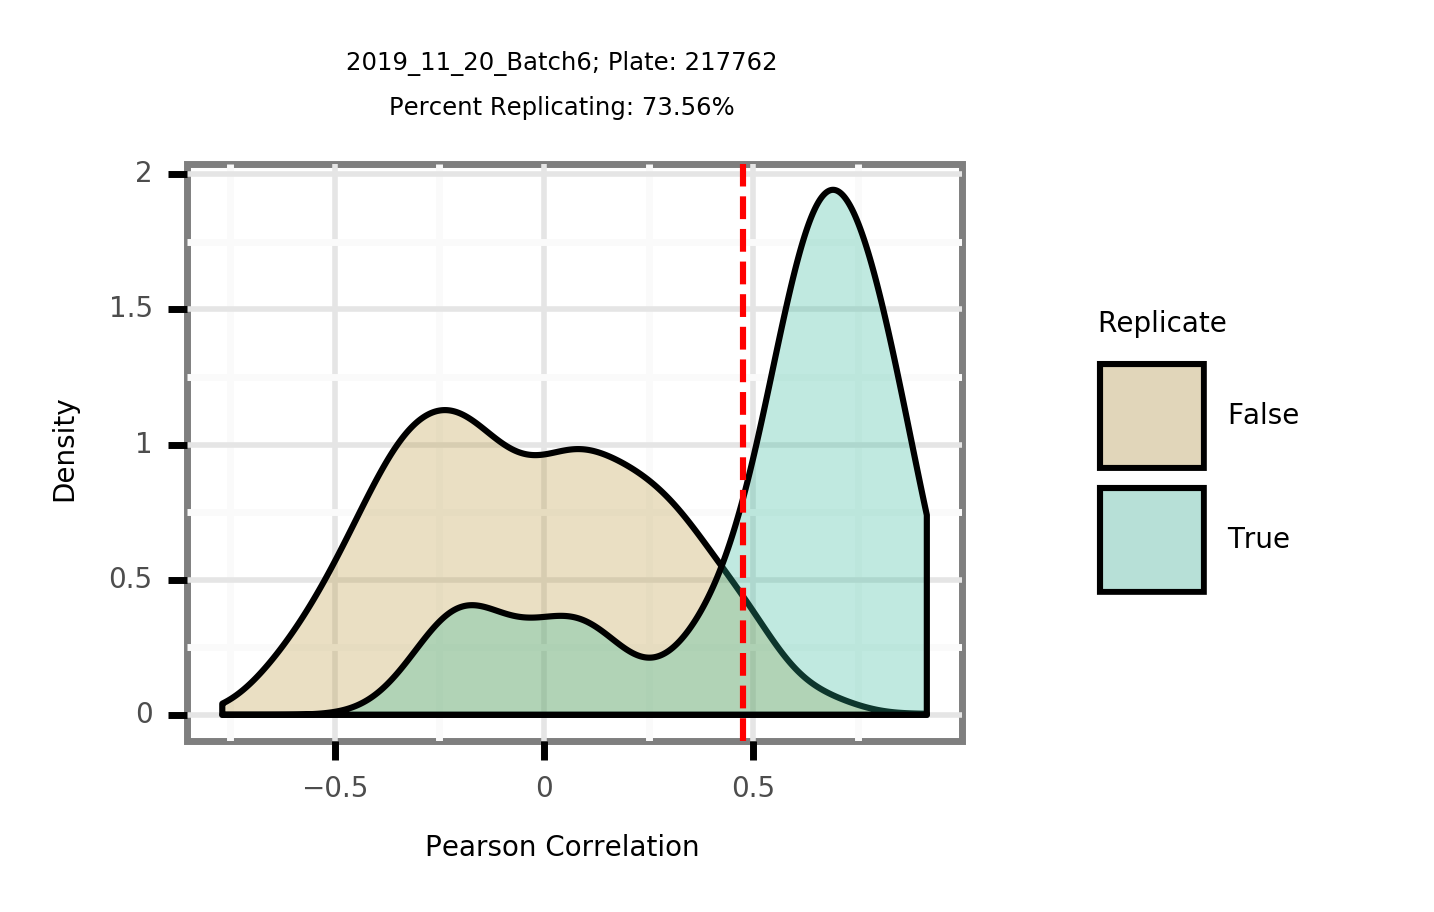 2019_11_20_Batch6; Plate: 217762
Percent Replicating: 73.56%
2
1.5
1
0.5
0
Density
−0.5 0 0.5
Pearson Correlation
Replicate
False
True